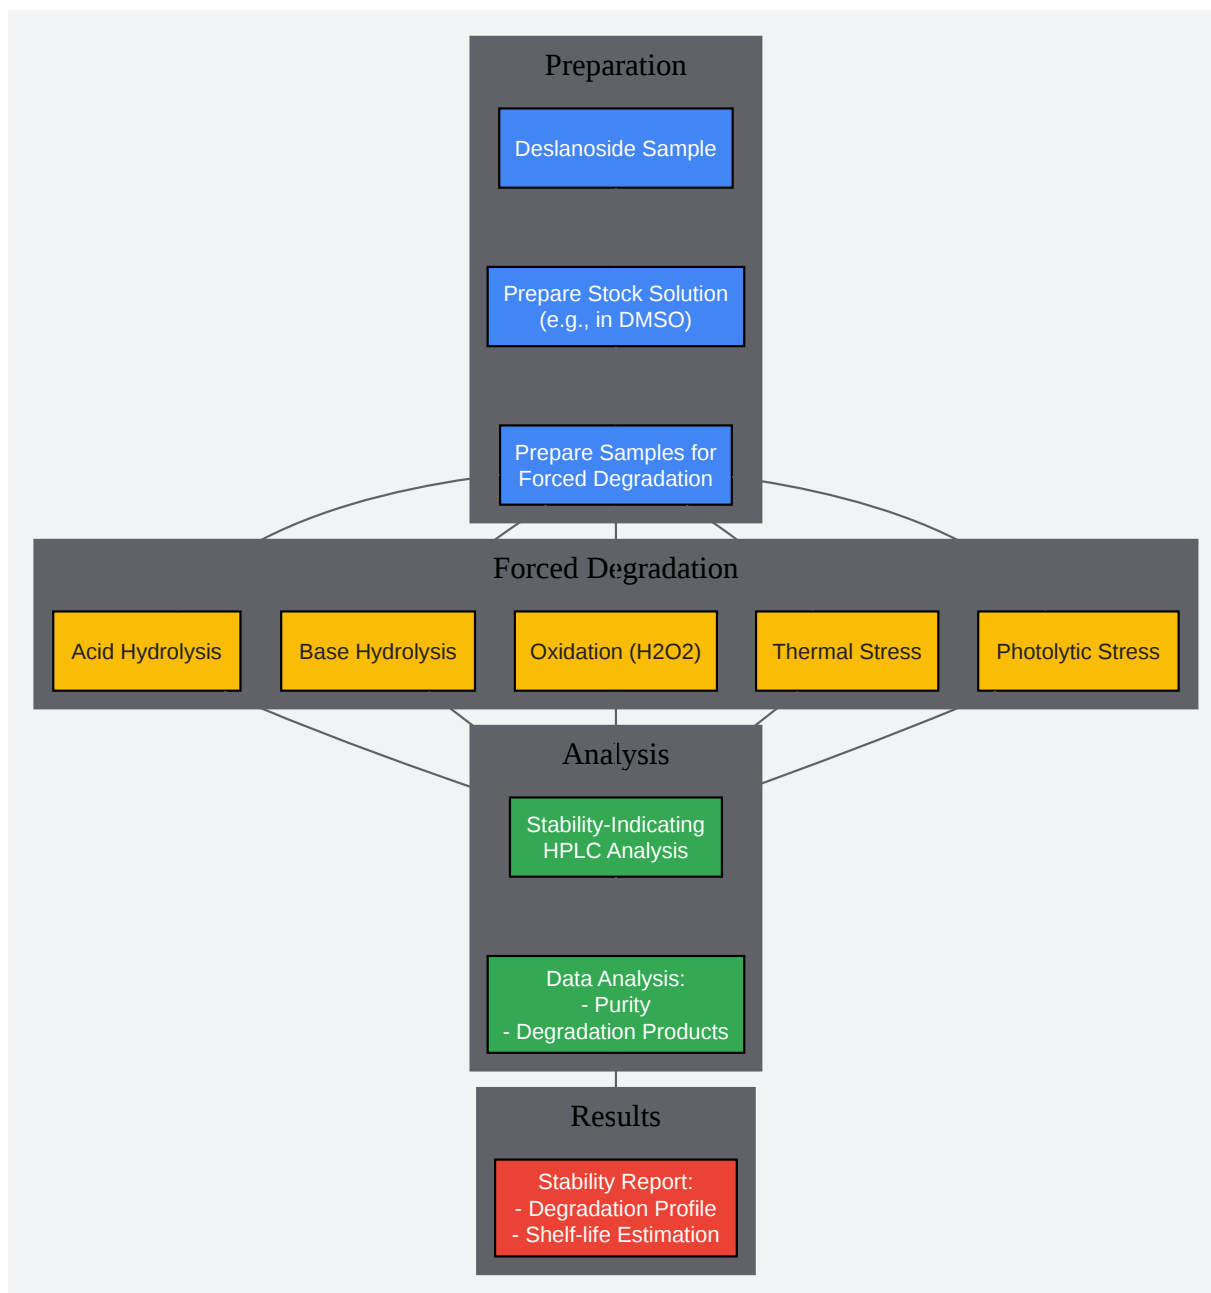 Preparation
Deslanoside Sample
Prepare Stock Solution
(e.g., in DMSO)
Prepare Samples for
Forced Degradation
Forced Degradation
Acid Hydrolysis
Base Hydrolysis
Oxidation (H2O2)
Thermal Stress
Photolytic Stress
Analysis
Stability-Indicating
HPLC Analysis
Data Analysis:
- Purity
- Degradation Products
Results
Stability Report:
- Degradation Profile
- Shelf-life Estimation